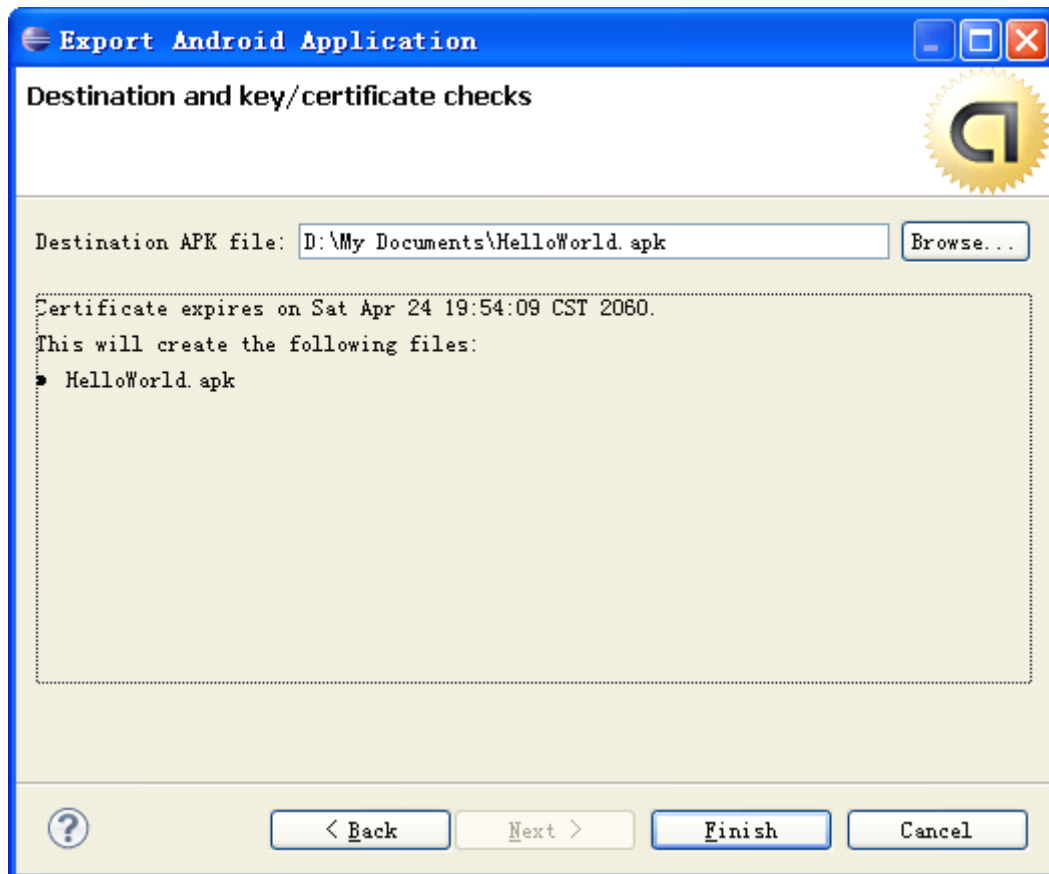 Export Android Application
Destination and key/certificate checks
Destination APK file: D:\My Documents\HelloWorld.apk Browse...
Certificate expires on Sat Apr 24 19:54:09 CST 2060.
This will create the following files:
• HelloWorld.apk
? < Back Next > Finish Cancel